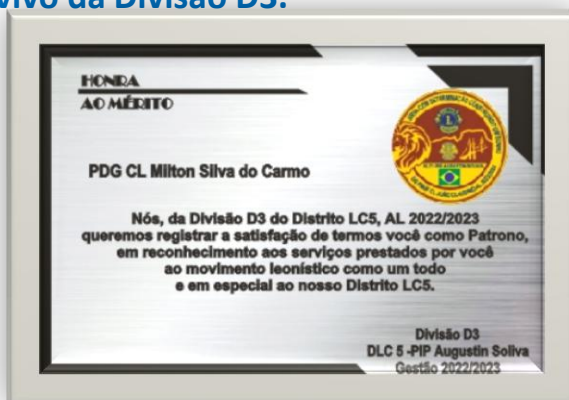 vivo da Divisão D3.
HONRA
AO MÉRITO
PDG CL Milton Silva do Carmo
Nós, da Divisão D3 do Distrito LC5, AL 2022/2023
queremos registrar a satisfação de termos você como Patrono,
em reconhecimento aos serviços prestados por você
ao movimento leonístico como um todo
e em especial ao nosso Distrito LC5.
Divisão D3
DLC 5 -PIP Augustin Soliva
Gestão 2022/2023